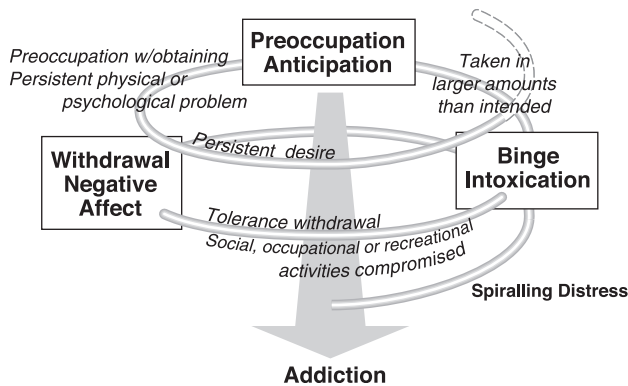 Preoccupation
Anticipation
Preoccupation w/obtaining
Persistent physical or
psychological problem
Taken in
larger amounts
than intended
Persistent desire
Withdrawal
Negative
Affect
Binge
Intoxication
Tolerance withdrawal
Social, occupational or recreational
activities compromised
Spiralling Distress
Addiction